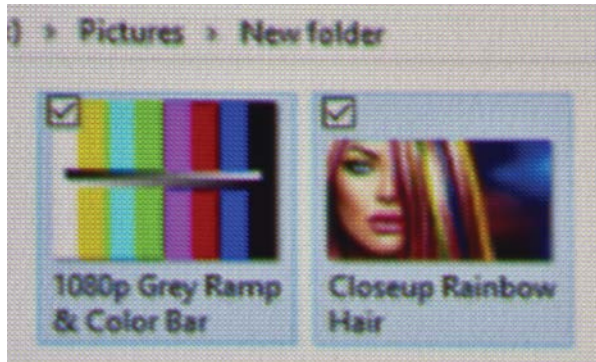 ) > Pictures > New folder
1080p Grey Ramp
& Color Bar
Closeup Rainbow
Hair